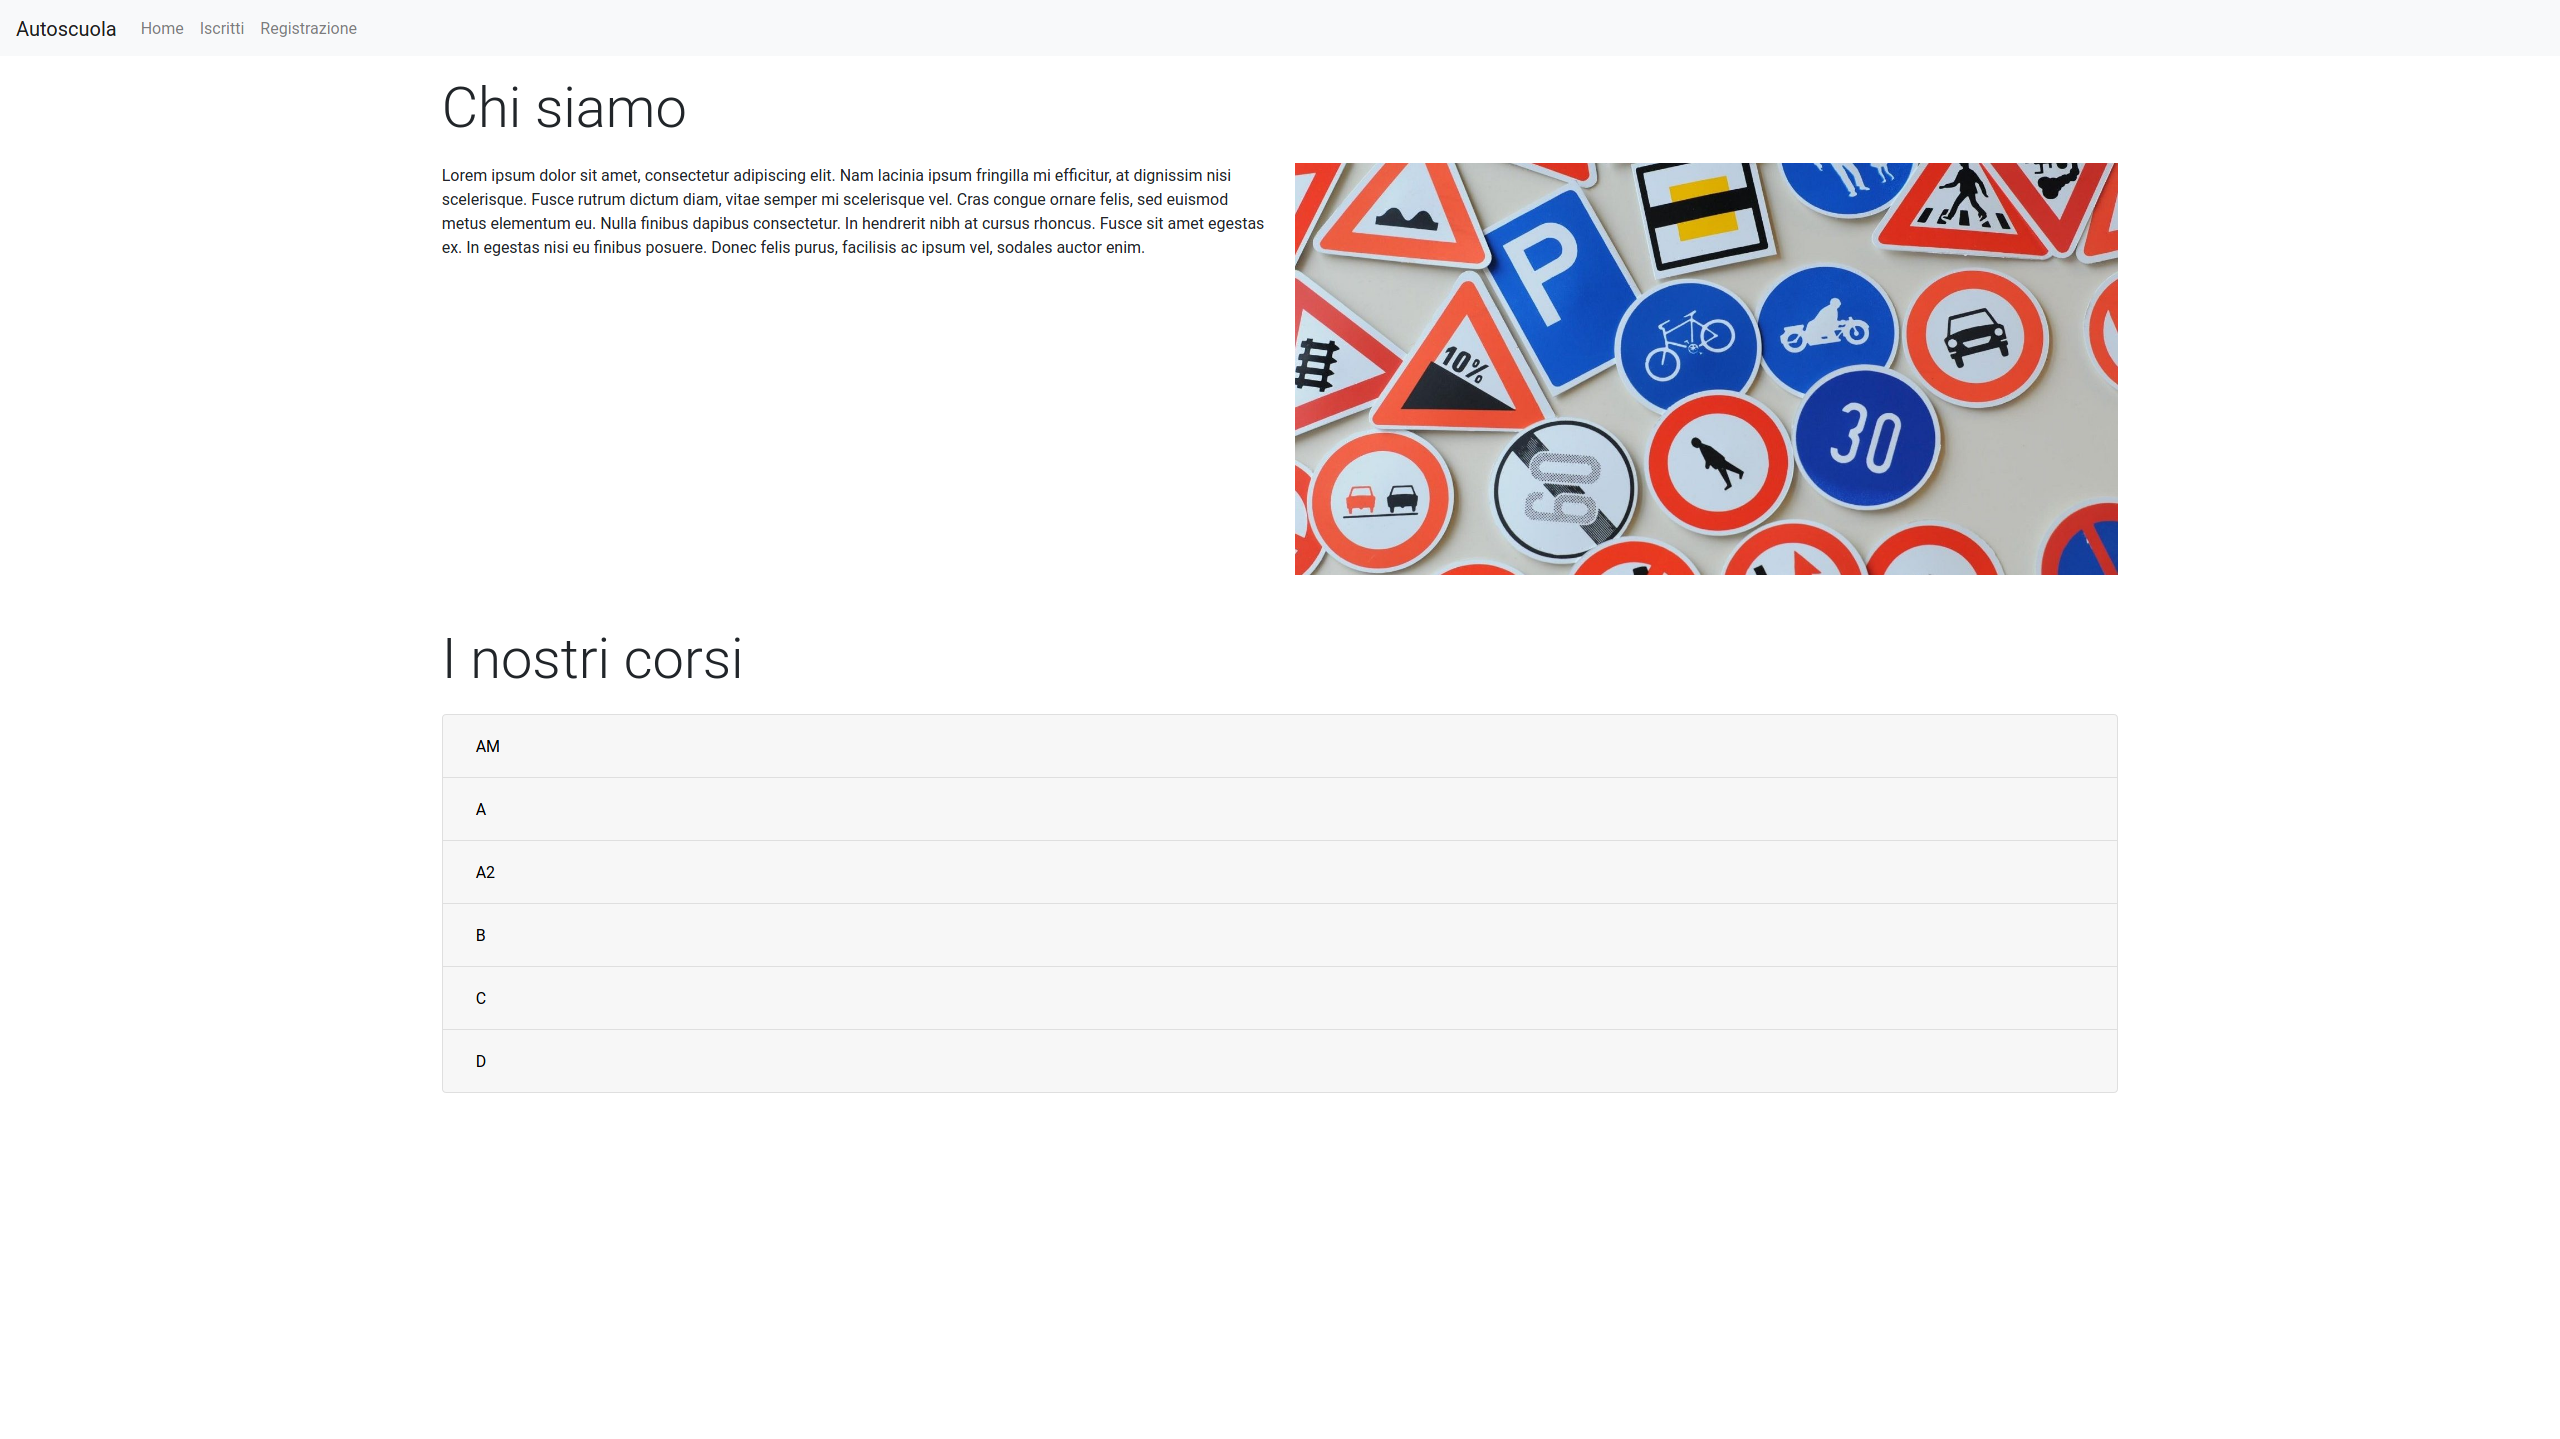 Autoscuola Home Iscritti Registrazione
Chi siamo
Lorem ipsum dolor sit amet, consectetur adipiscing elit. Nam lacinia ipsum fringilla mi efficitur, at dignissim nisi
scelerisque. Fusce rutrum dictum diam, vitae semper mi scelerisque vel. Cras congue ornare felis, sed euismod
metus elementum eu. Nulla finibus dapibus consectetur. In hendrerit nibh at cursus rhoncus. Fusce sit amet egestas
ex. In egestas nisi eu finibus posuere. Donec felis purus, facilisis ac ipsum vel, sodales auctor enim.
P
10%
30
60
I nostri corsi
AM
A
A2
B
C
D